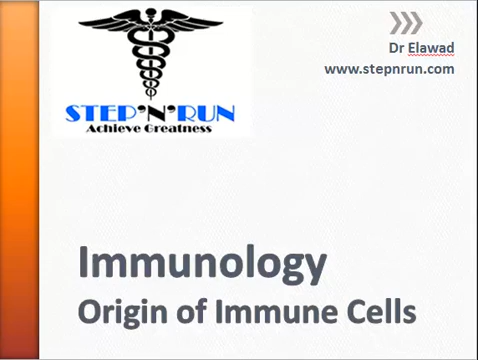 Dr Elawad
www.stepnrun.com
STEP'N'RUN
Achieve Greatness
Immunology
Origin of Immune Cells